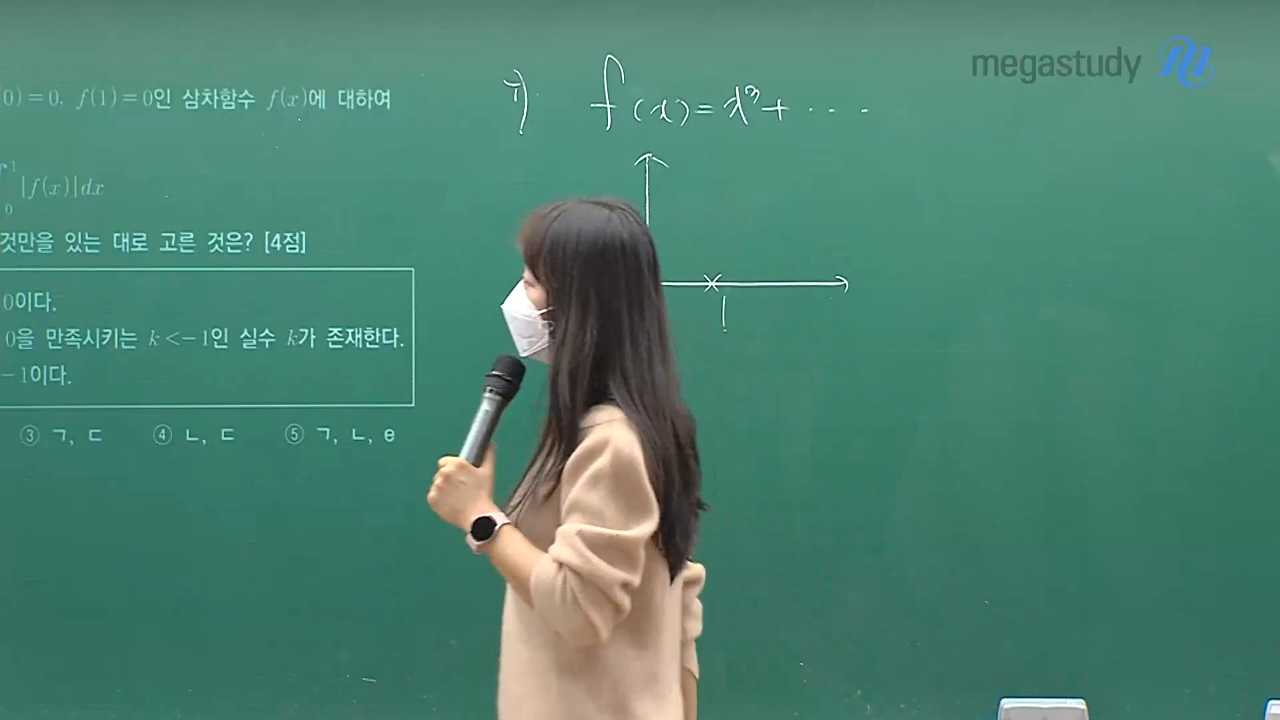 0) = 0, f(1) = 0인 삼차함수 f(x)에 대하여
∫₀¹ |f(x)|dx
것만을 있는 대로 고른 것은? [4점]
0이다.
0을 만족시키는 k < -1인 실수 k가 존재한다.
-1이다.
③ ㄱ, ㄷ ④ ㄴ, ㄷ ⑤ ㄱ, ㄴ, ㄷ
ㄱ) f(x) = x³ + ...
1
megastudy